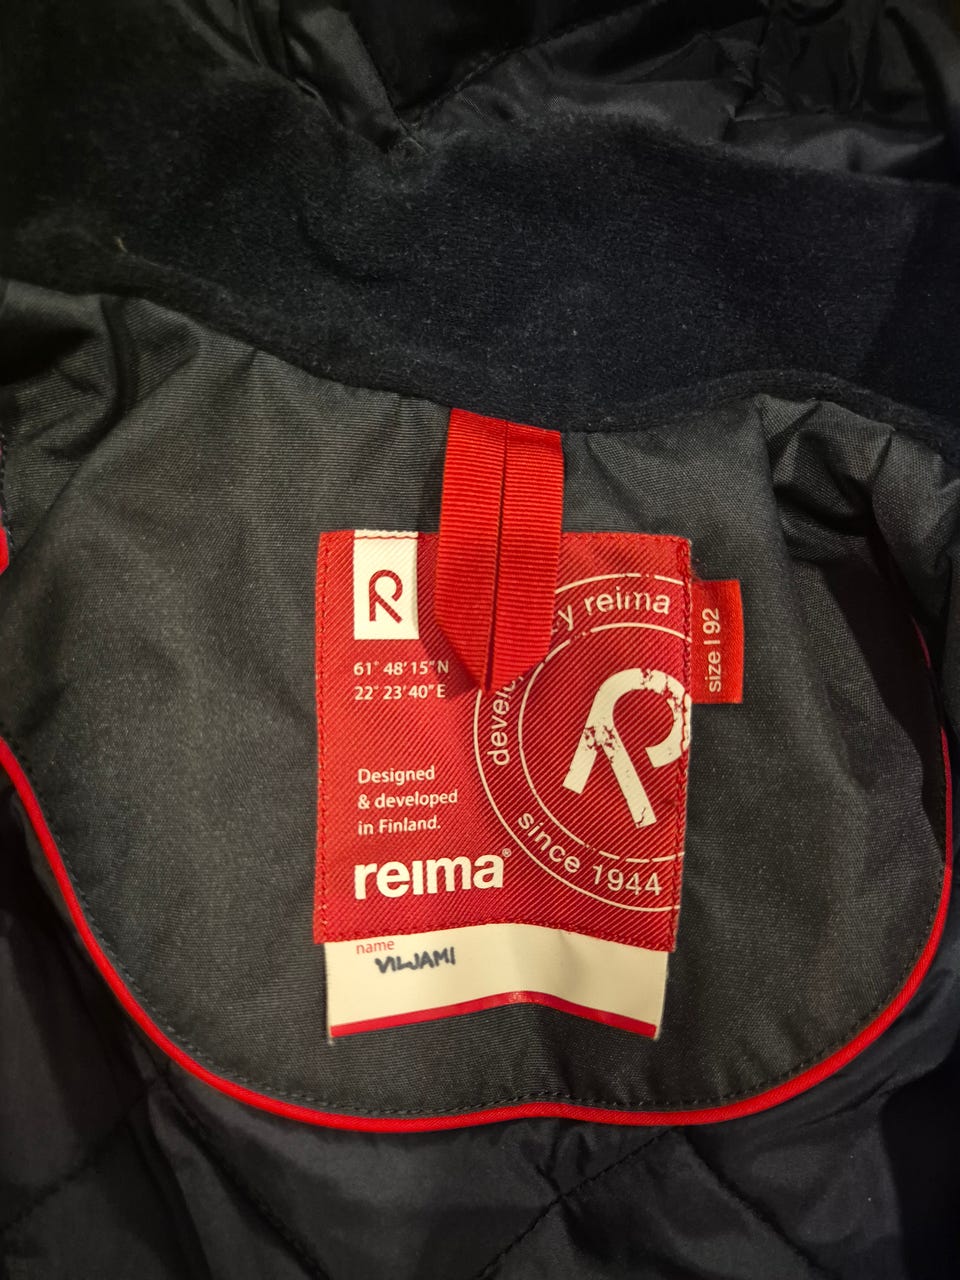 R
61° 48' 15" N
22° 23' 40" E
y reima
since 1944
R
size | 92
Designed
& developed
in Finland.
reima®
name
VILJAMI